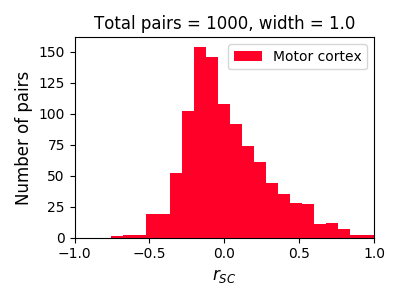 Total pairs = 1000, width = 1.0
Number of pairs
150
125
100
75
50
25
0
Motor cortex
−1.0 −0.5 0.0 0.5 1.0
r_SC